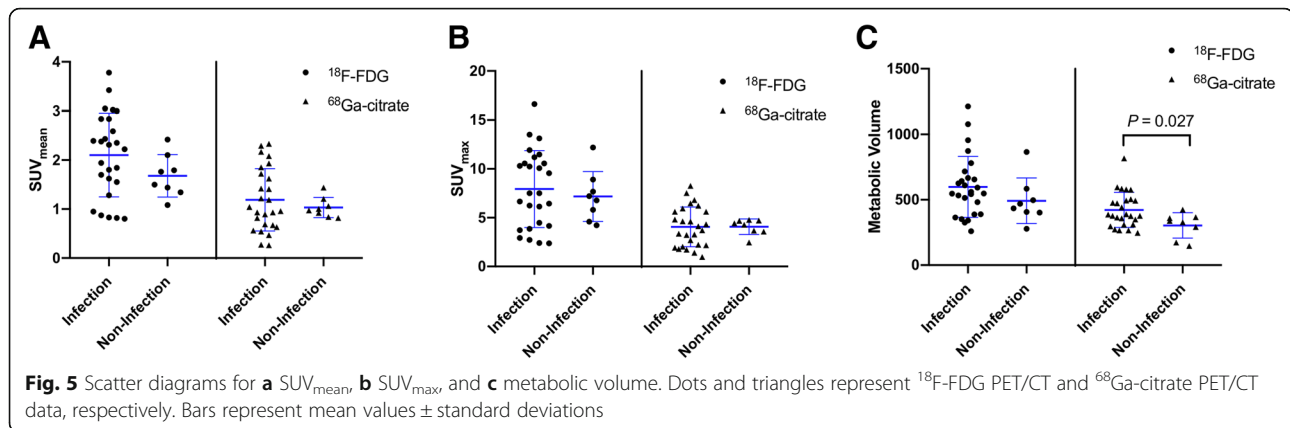 A
4
3
2
1
0
SUVmean
¹⁸F-FDG
⁶⁸Ga-citrate
Infection
Non-Infection
Infection
Non-Infection
B
20
15
10
5
0
SUVmax
¹⁸F-FDG
⁶⁸Ga-citrate
Infection
Non-Infection
Infection
Non-Infection
C
1500
1000
500
0
Metabolic Volume
¹⁸F-FDG
⁶⁸Ga-citrate
P = 0.027
Infection
Non-Infection
Infection
Non-Infection
Fig. 5 Scatter diagrams for a SUVmean, b SUVmax, and c metabolic volume. Dots and triangles represent ¹⁸F-FDG PET/CT and ⁶⁸Ga-citrate PET/CT
data, respectively. Bars represent mean values ± standard deviations